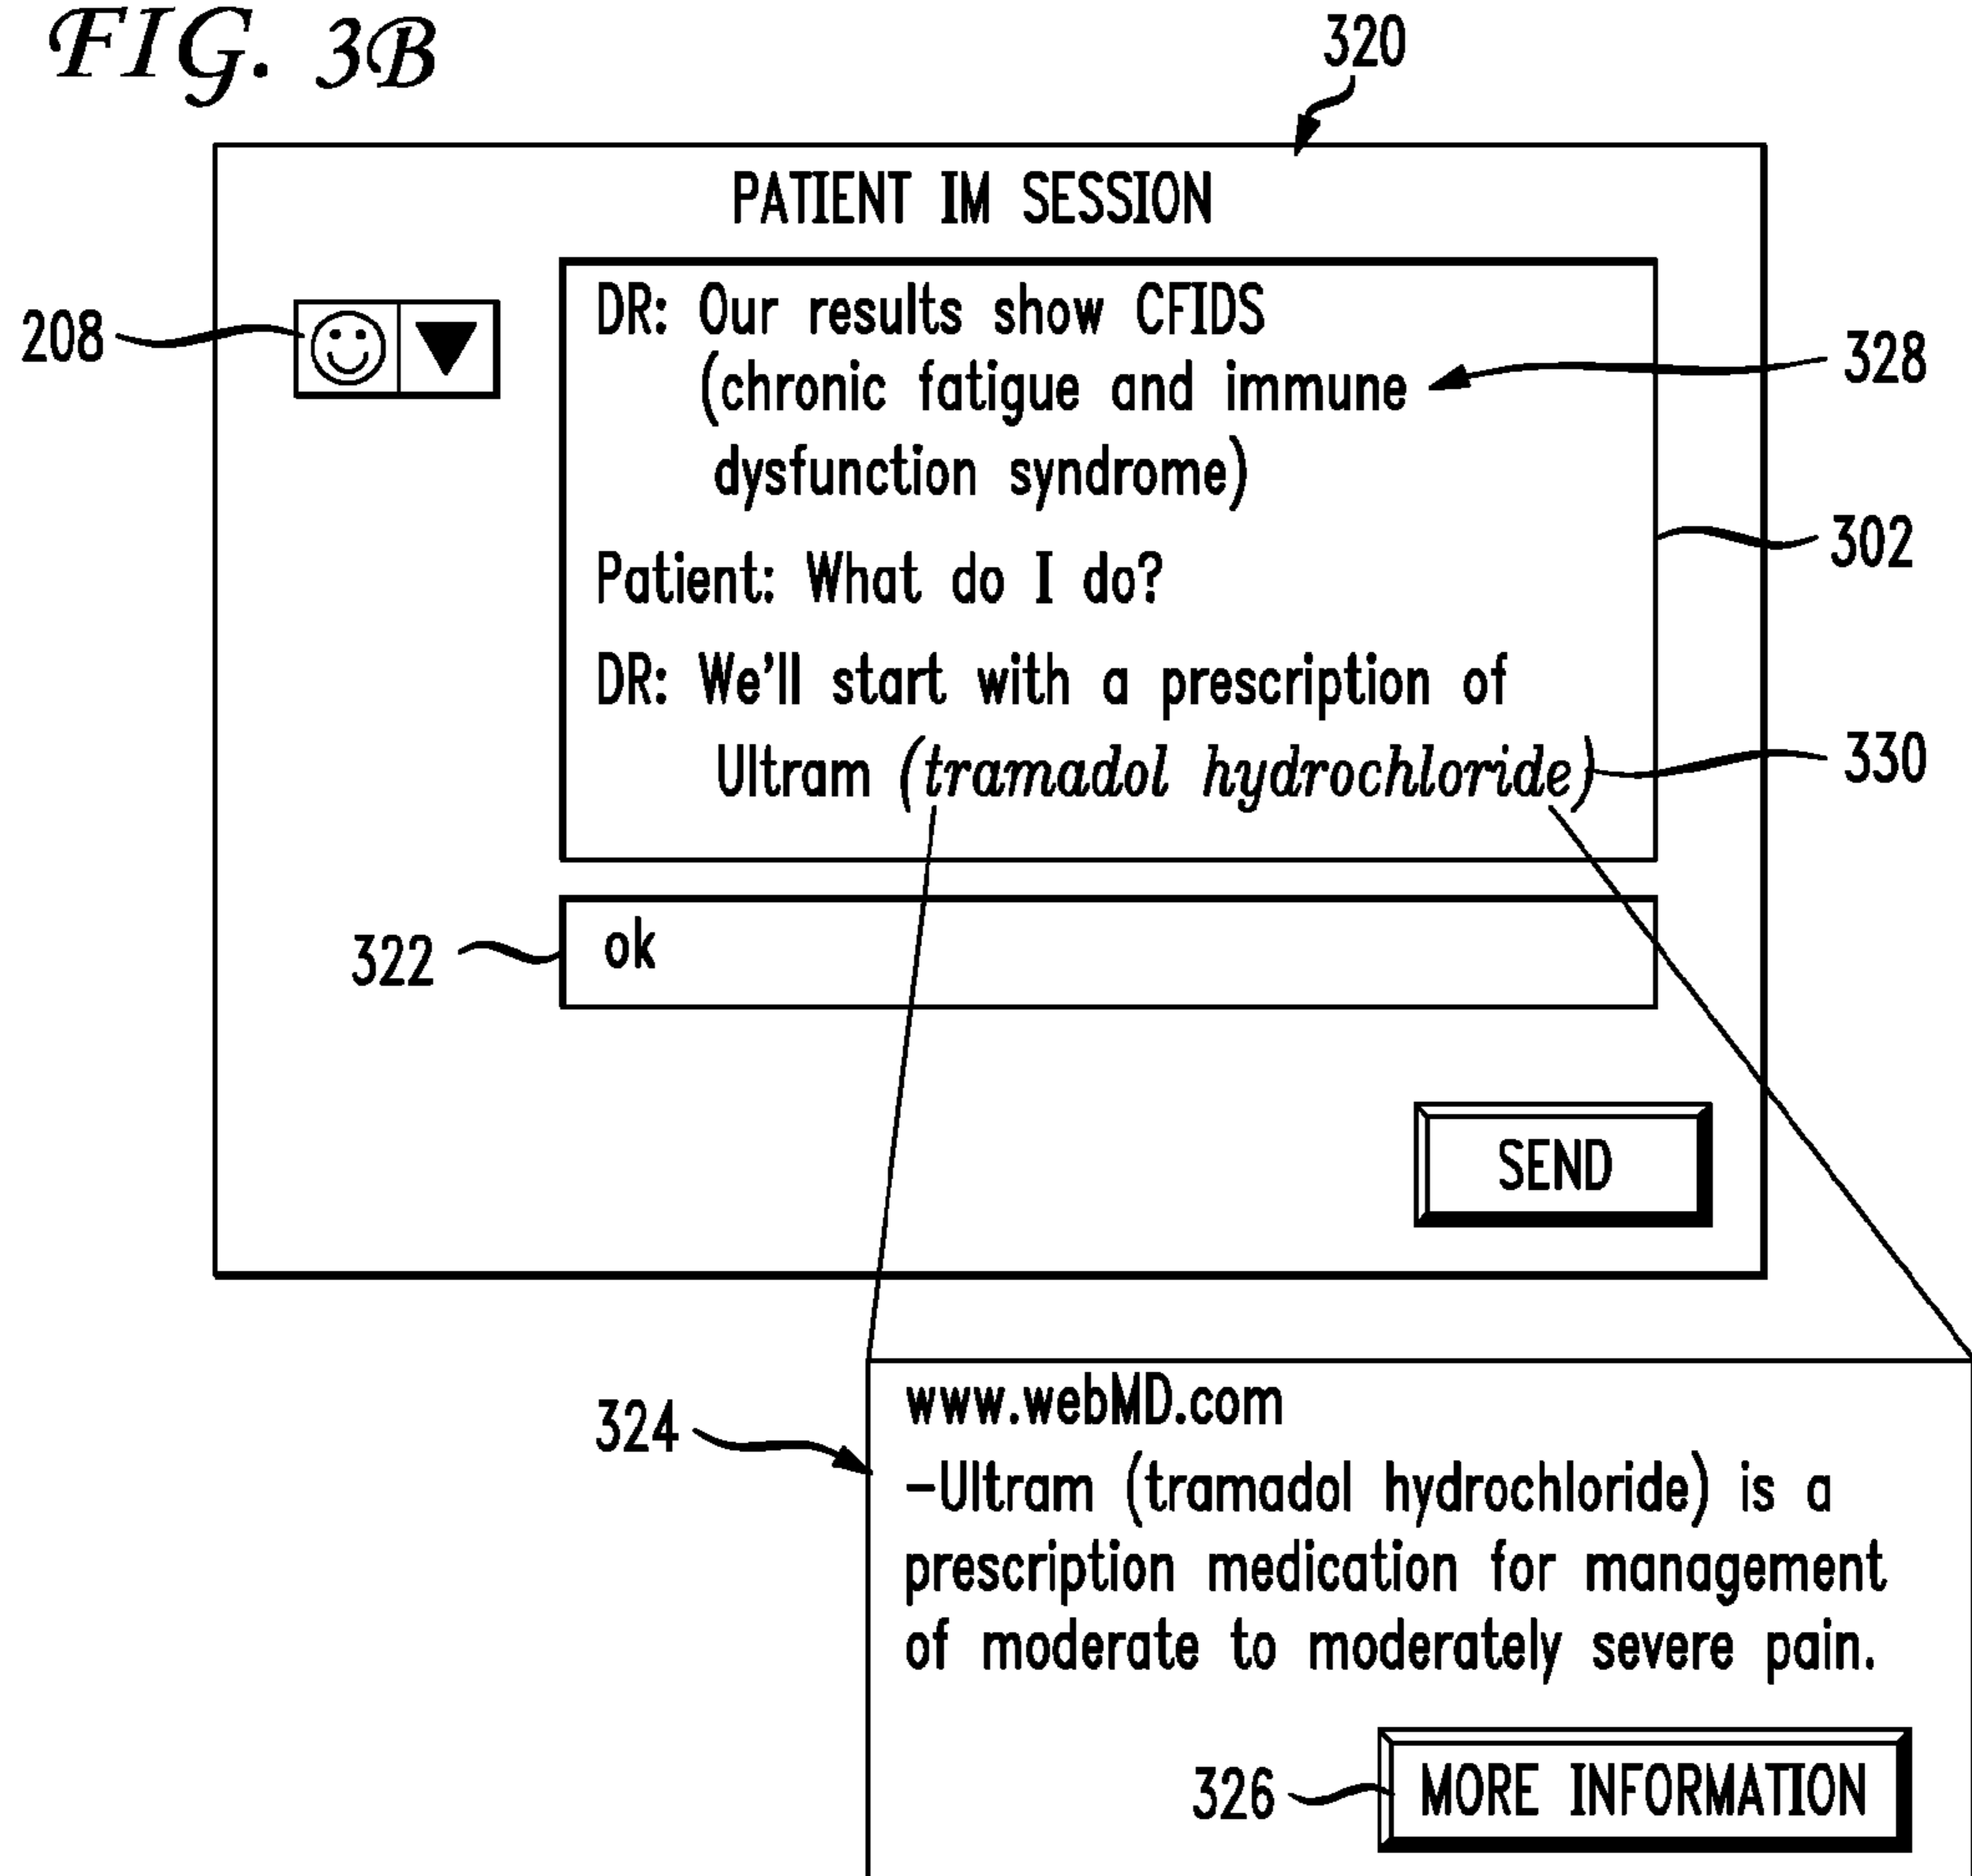 FIG. 3B
320
PATIENT IM SESSION
208
DR: Our results show CFIDS
(chronic fatigue and immune
328
dysfunction syndrome)
302
Patient: What do I do?
DR: We'll start with a prescription of
Ultram (tramadol hydrochloride)
330
322
ok
SEND
324
www.webMD.com
-Ultram (tramadol hydrochloride) is a
prescription medication for management
of moderate to moderately severe pain.
326
MORE INFORMATION